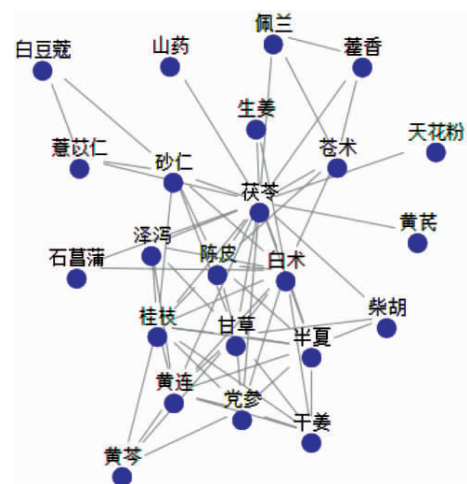 佩兰
白豆蔻
山药
藿香
生姜
天花粉
薏苡仁
砂仁
苍术
茯苓
黄芪
泽泻
石菖蒲
陈皮
白术
桂枝
甘草
半夏
柴胡
黄连
党参
干姜
黄芩